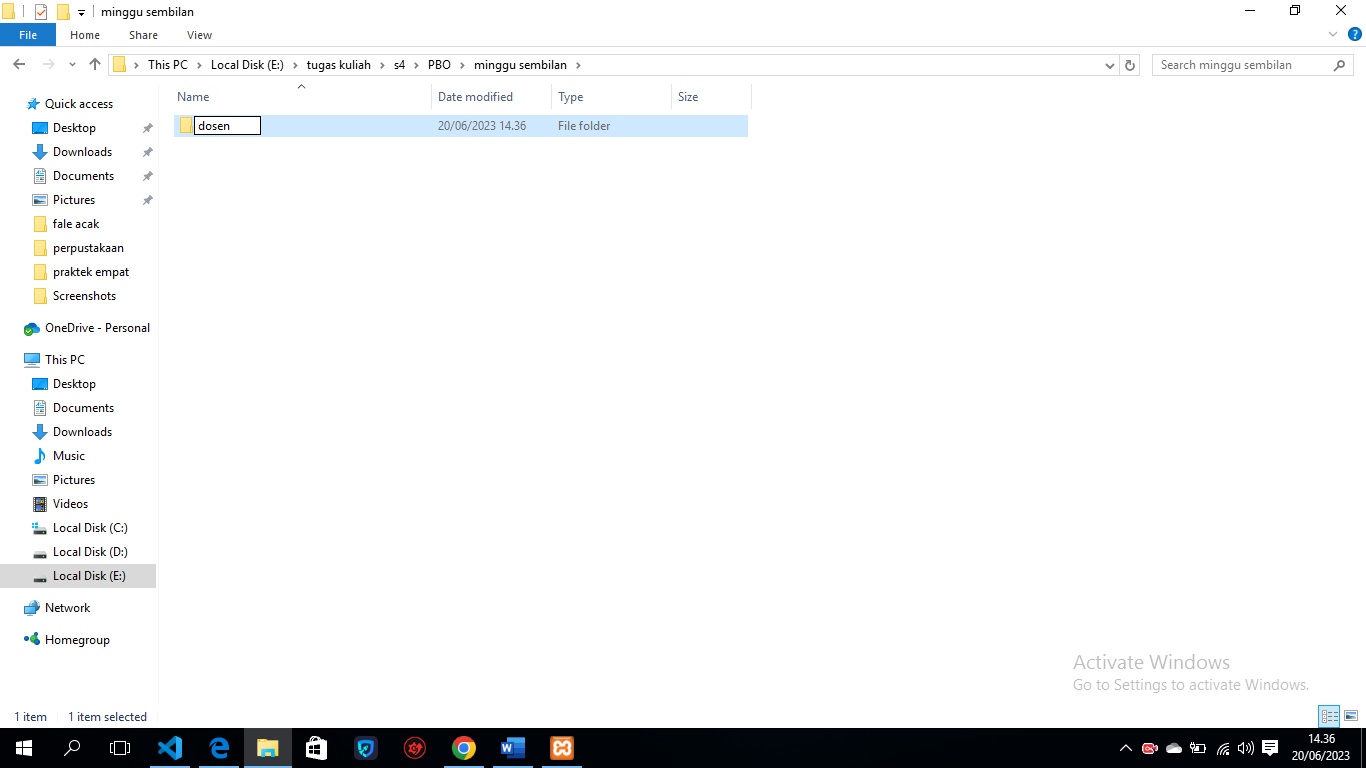 minggu sembilan
File Home Share View
This PC Local Disk (E:) tugas kuliah s4 PBO minggu sembilan
Search minggu sembilan
Name Date modified Type Size
dosen 20/06/2023 14.36 File folder
Quick access
Desktop
Downloads
Documents
Pictures
fale acak
perpustakaan
praktek empat
Screenshots
OneDrive - Personal
This PC
Desktop
Documents
Downloads
Music
Pictures
Videos
Local Disk (C:)
Local Disk (D:)
Local Disk (E:)
Network
Homegroup
Activate Windows
Go to Settings to activate Windows.
1 item 1 item selected
14.36
20/06/2023